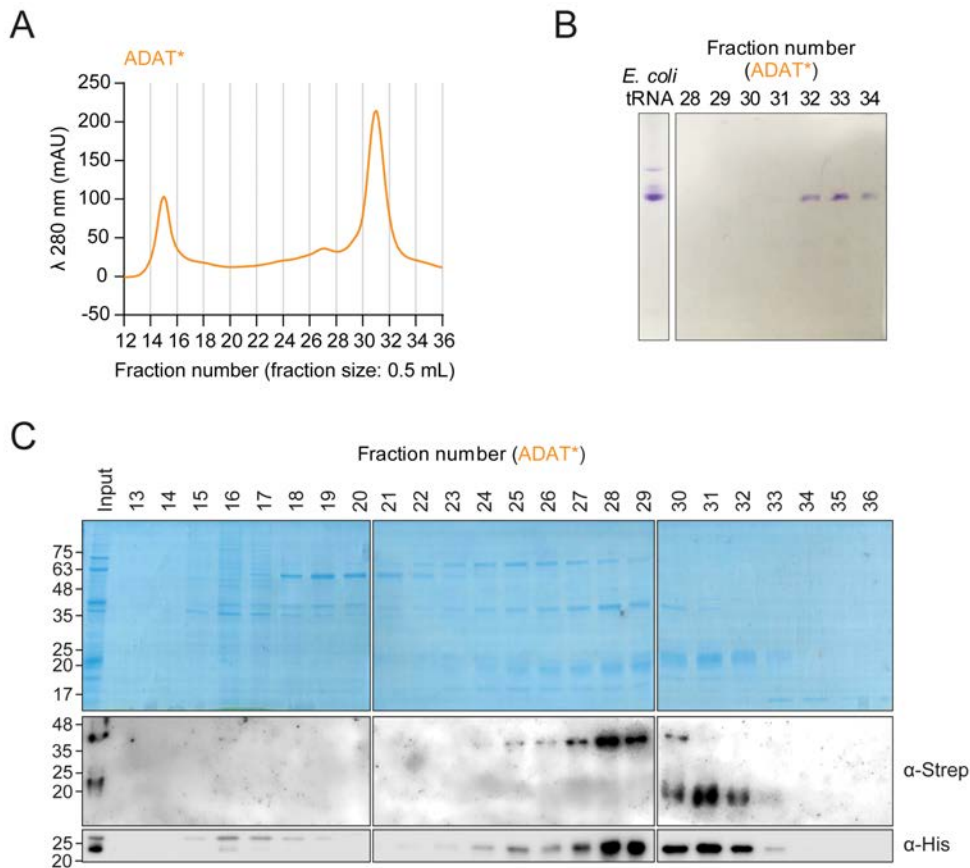 A
ADAT*
250
200
150
100
50
0
-50
λ 280 nm (mAU)
12 14 16 18 20 22 24 26 28 30 32 34 36
Fraction number (fraction size: 0.5 mL)
B
Fraction number
(ADAT*)
E. coli
tRNA 28 29 30 31 32 33 34
C
Fraction number (ADAT*)
Input 13 14 15 16 17 18 19 20 21 22 23 24 25 26 27 28 29 30 31 32 33 34 35 36
75
63
48
35
25
20
17
48
35
25
20
α-Strep
25
20
α-His